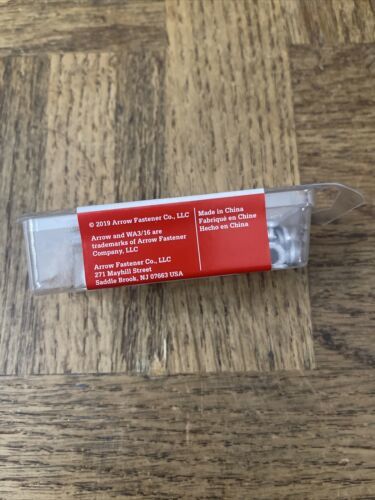 © 2019 Arrow Fastener Co., LLC
Arrow and WA3/16 are
trademarks of Arrow Fastener
Company, LLC
Arrow Fastener Co., LLC
271 Mayhill Street
Saddle Brook, NJ 07663 USA
Made in China
Fabriqué en Chine
Hecho en China